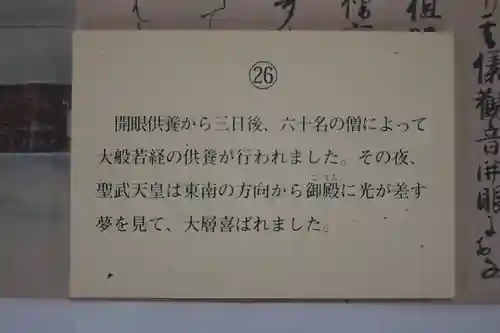 ㉖
開眼供養から三日後、六十名の僧によって
大般若経の供養が行われました。その夜、
聖武天皇は東南の方向から御殿に光が差す
夢を見て、大層喜ばれました。